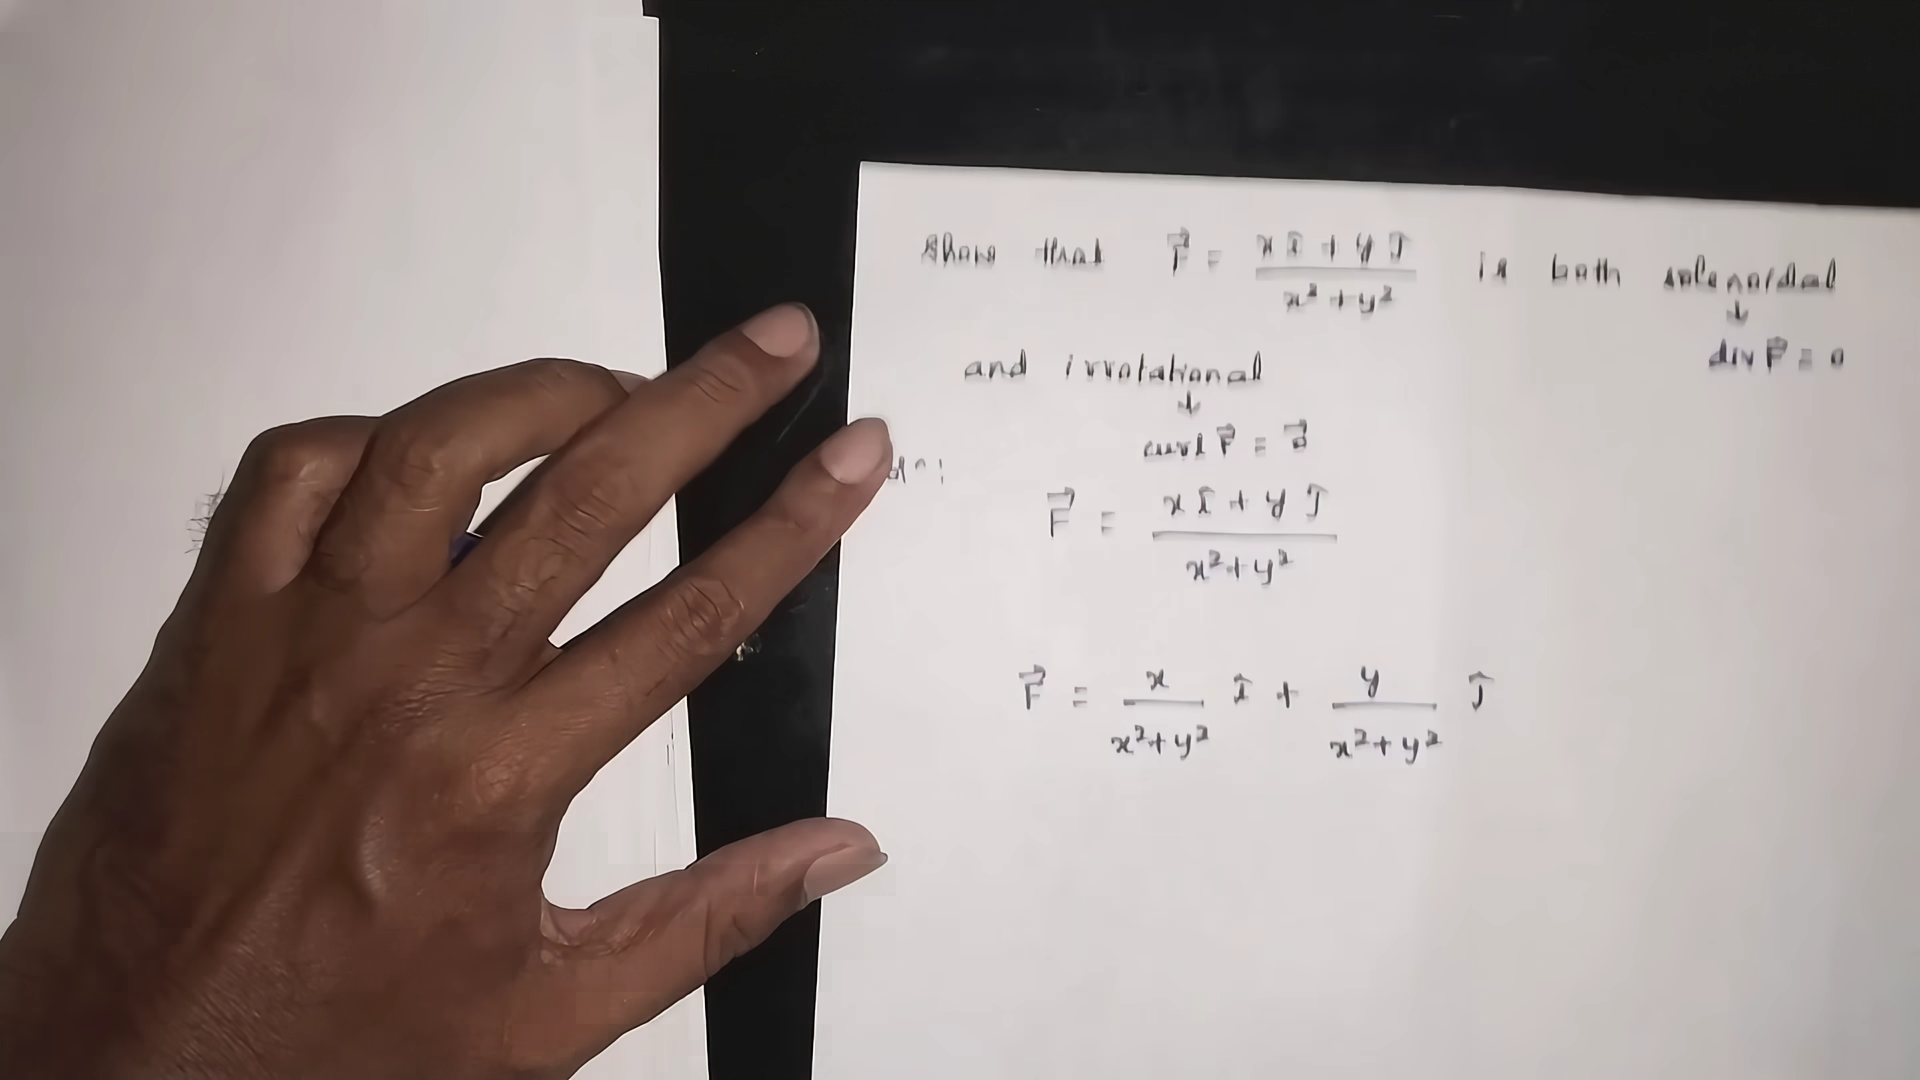 show that F⃗ = (x î + y ĵ)/(x² + y²) is both solenoidal
↓
div F⃗ = 0
and irrotational
↓
curl F⃗ = 0⃗
F⃗ = (x î + y ĵ)/(x² + y²)
F⃗ = x/(x² + y²) î + y/(x² + y²) ĵ